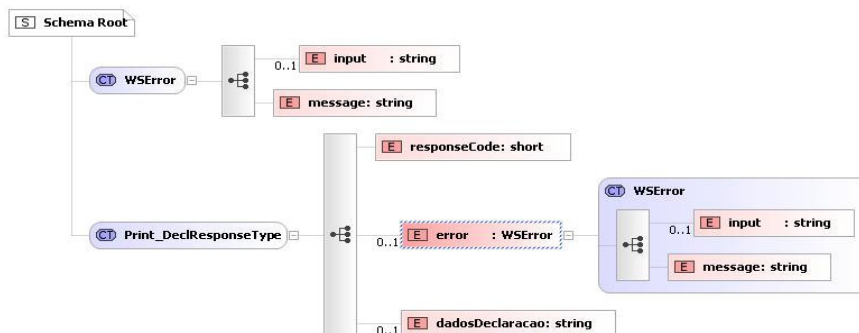 S Schema Root
CT WSError
0..1 E input : string
E message: string
E responseCode: short
CT Print_DeclResponseType
0..1 E error : WSError
CT WSError
0..1 E input : string
E message: string
0..1 E dadosDeclaracao: string